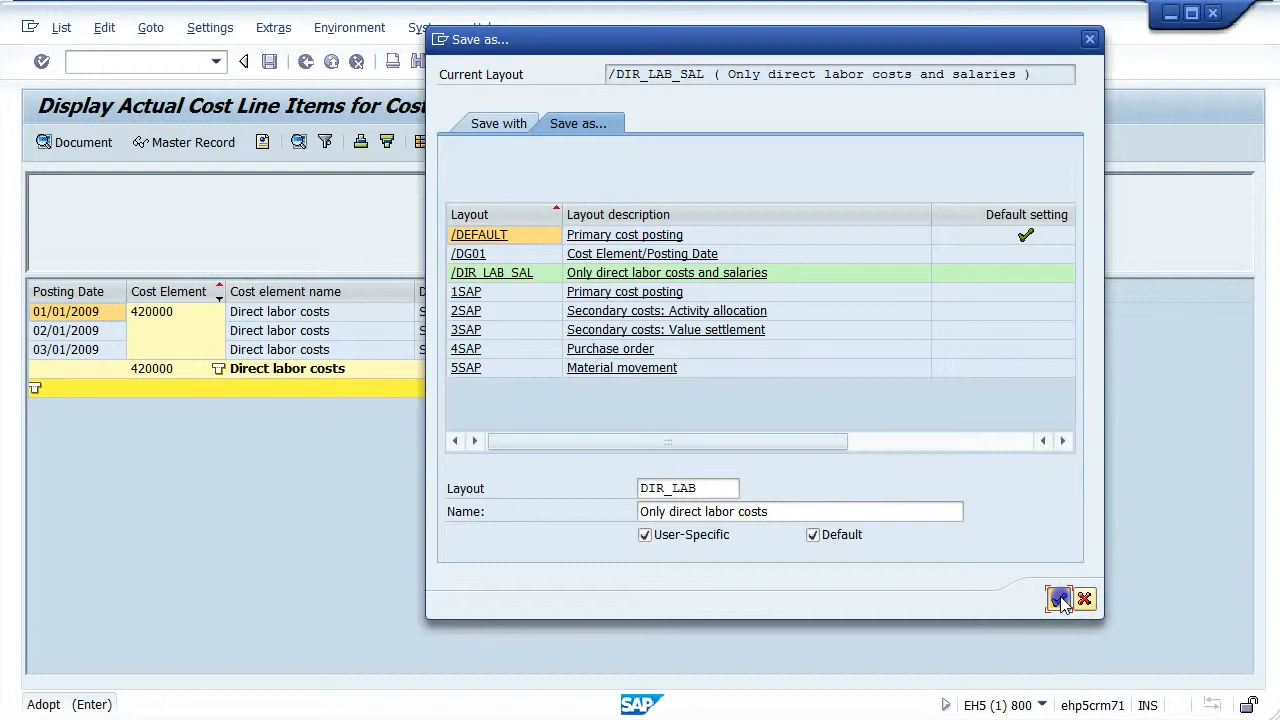 List Edit Goto Settings Extras Environment
Save as...
Current Layout /DIR_LAB_SAL ( Only direct labor costs and salaries )
Display Actual Cost Line Items for
Save with Save as...
Document Master Record
Layout Layout description Default setting
/DEFAULT Primary cost posting
/DG01 Cost Element/Posting Date
/DIR_LAB_SAL Only direct labor costs and salaries
1SAP Primary cost posting
2SAP Secondary costs: Activity allocation
3SAP Secondary costs: Value settlement
4SAP Purchase order
5SAP Material movement
Posting Date Cost Element Cost element name
01/01/2009 420000 Direct labor costs
02/01/2009 Direct labor costs
03/01/2009 Direct labor costs
420000 Direct labor costs
Layout DIR_LAB
Name: Only direct labor costs
User-Specific Default
Adopt (Enter) SAP EH5 (1) 800 ehp5crm71 INS